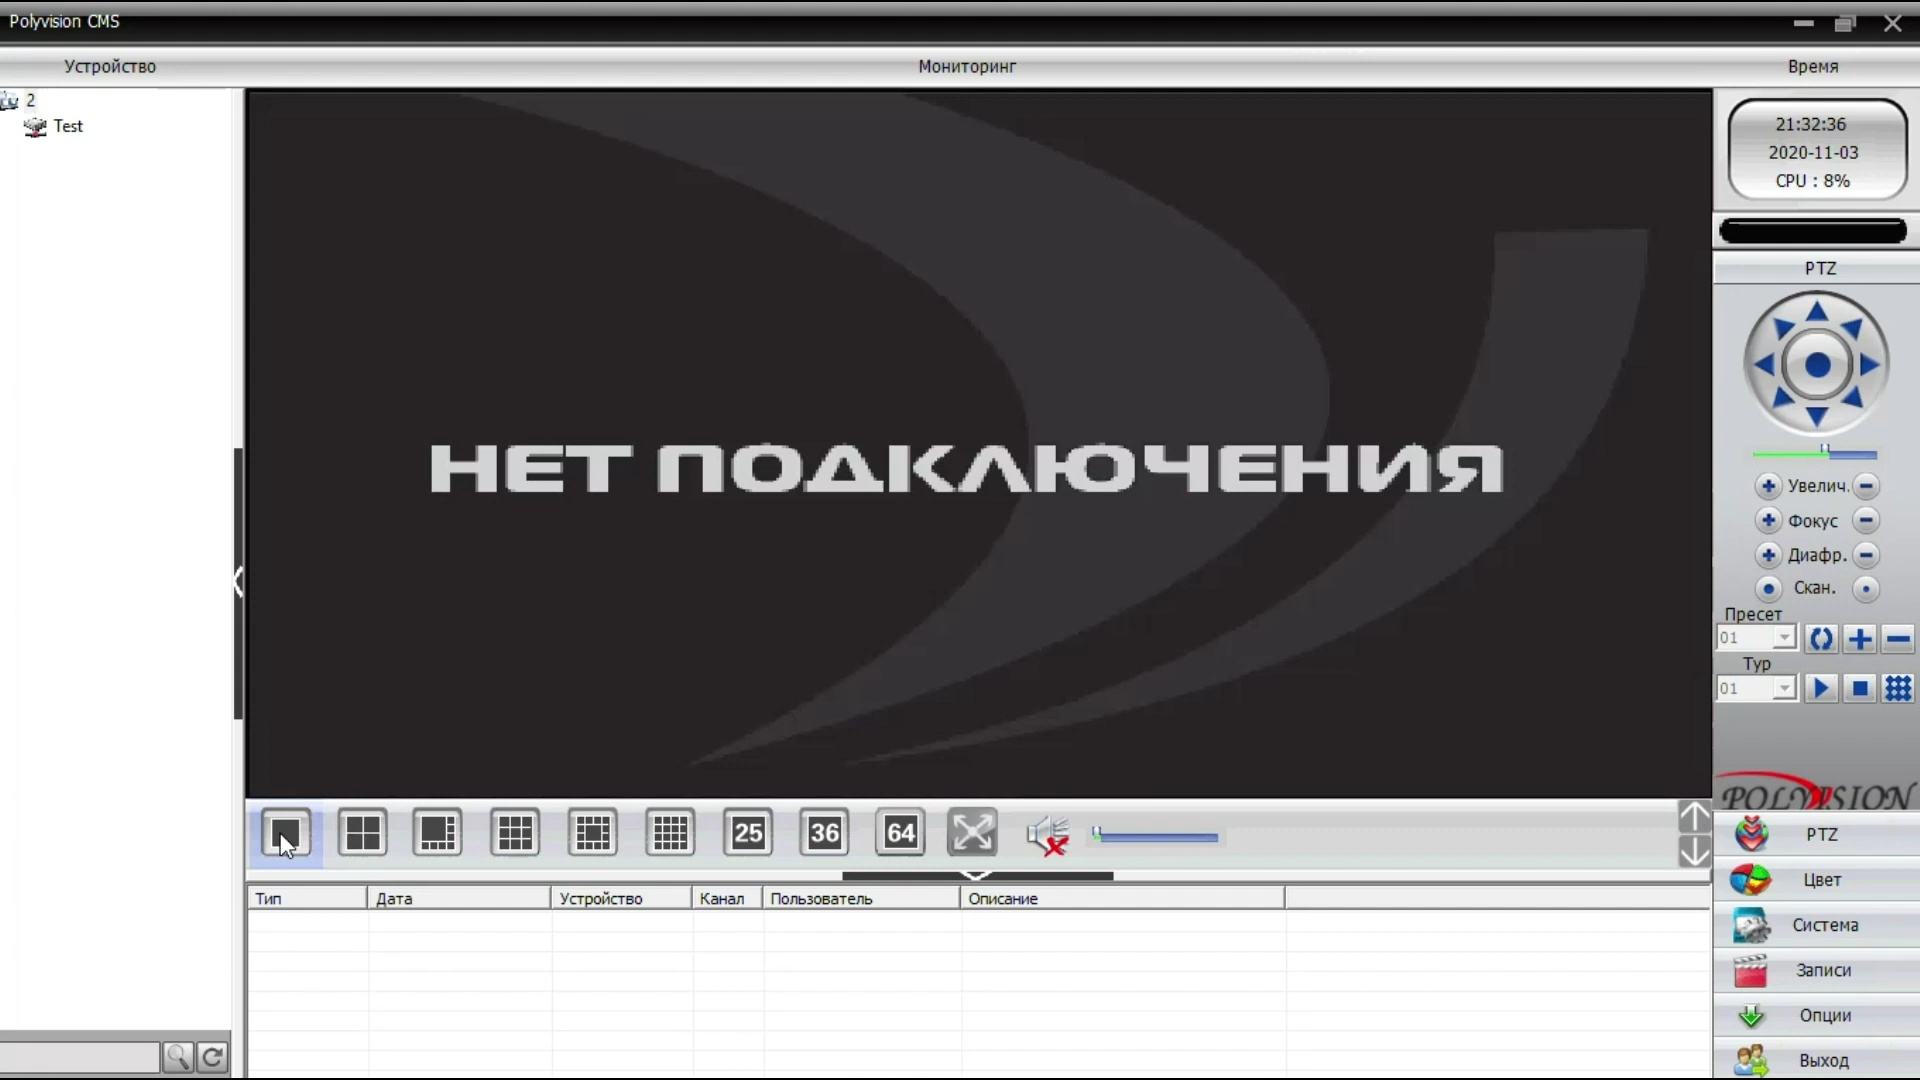 Polyvision CMS
Устройство
Мониторинг
Время
2
Test
НЕТ ПОДКЛЮЧЕНИЯ
21:32:36
2020-11-03
CPU : 8%
PTZ
Увелич.
Фокус
Диафр.
Скан.
Пресет
01
Тур
01
POLYVISION
25
36
64
PTZ
Цвет
Система
Записи
Опции
Выход
Тип Дата Устройство Канал Пользователь Описание